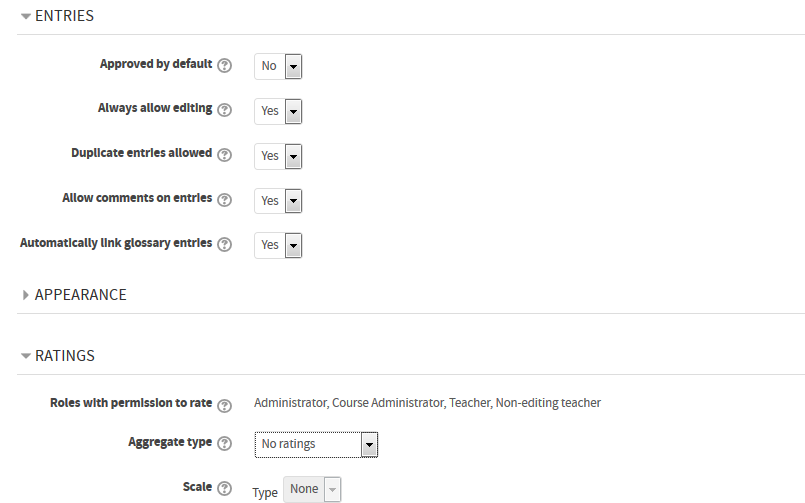 ENTRIES
Approved by default No
Always allow editing Yes
Duplicate entries allowed Yes
Allow comments on entries Yes
Automatically link glossary entries Yes
APPEARANCE
RATINGS
Roles with permission to rate Administrator, Course Administrator, Teacher, Non-editing teacher
Aggregate type No ratings
Scale Type None